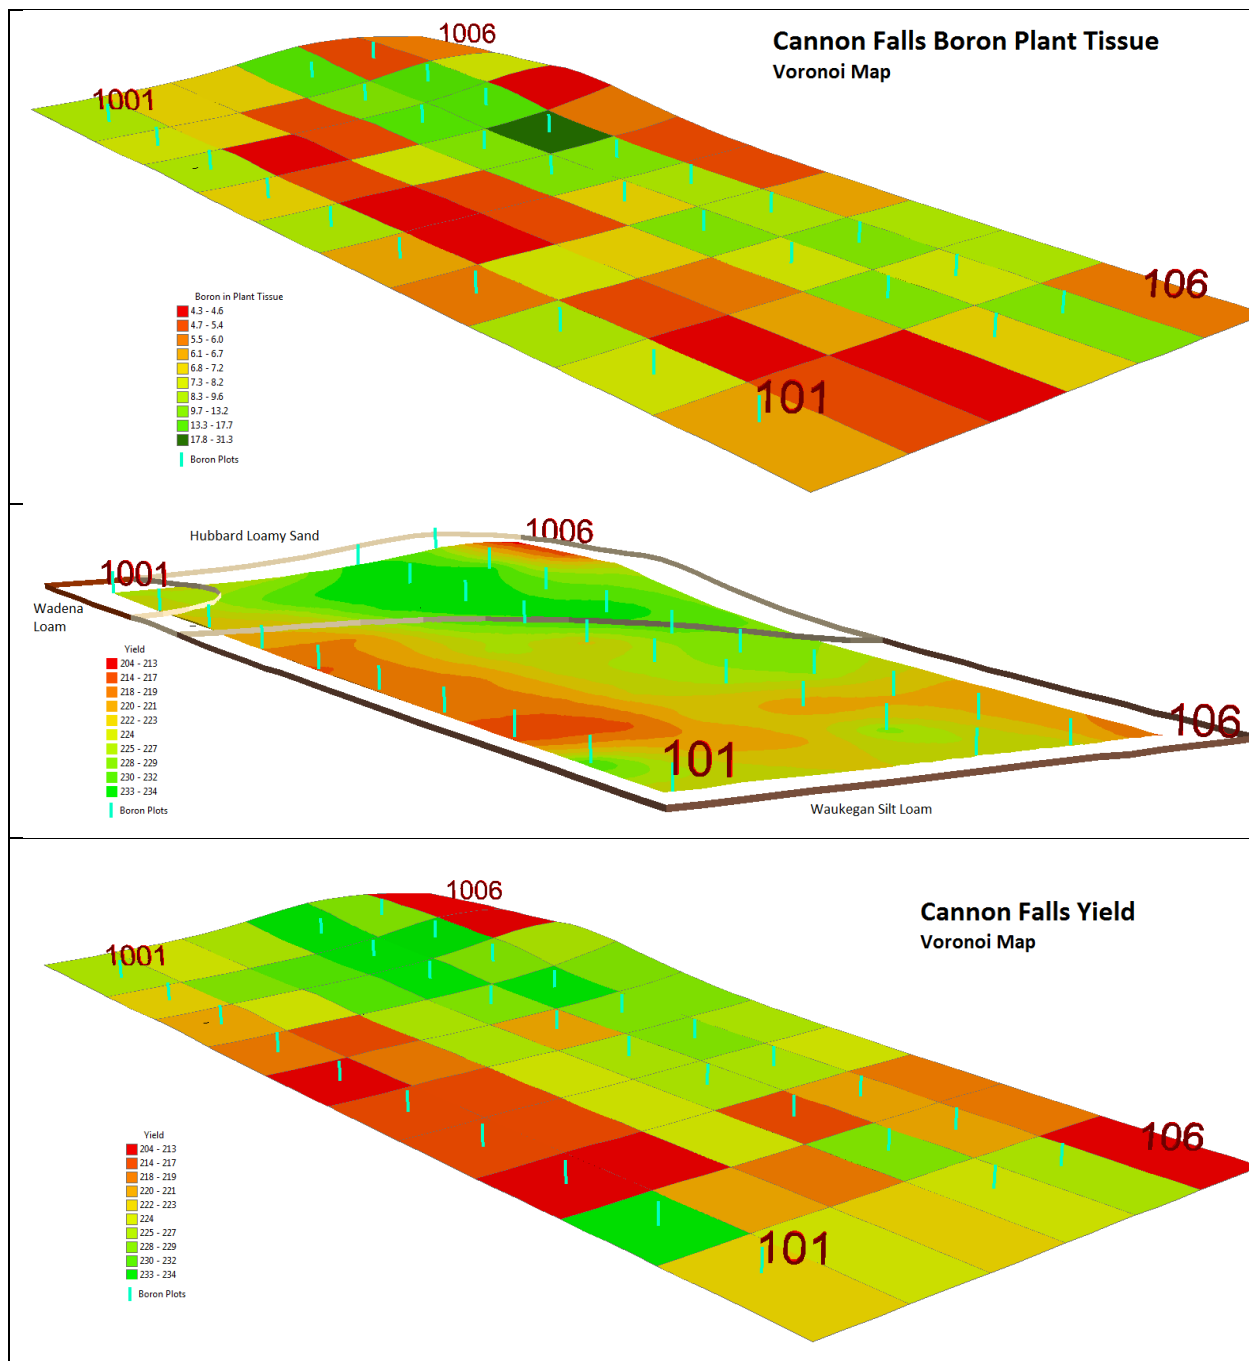 1006
Cannon Falls Boron Plant Tissue
Voronoi Map
1001
106
Boron in Plant Tissue
4.3 - 4.6
4.7 - 5.4
5.5 - 6.0
6.1 - 6.7
6.8 - 7.2
7.3 - 8.2
8.3 - 9.6
9.7 - 13.2
13.3 - 17.7
17.8 - 31.3
Boron Plots
101
Hubbard Loamy Sand
1006
1001
Wadena
Loam
Yield
204 - 213
214 - 217
218 - 219
220 - 221
222 - 223
224
225 - 227
228 - 229
230 - 232
233 - 234
Boron Plots
106
101
Waukegan Silt Loam
1006
Cannon Falls Yield
Voronoi Map
1001
106
Yield
204 - 213
214 - 217
218 - 219
220 - 221
222 - 223
224
225 - 227
228 - 229
230 - 232
233 - 234
Boron Plots
101